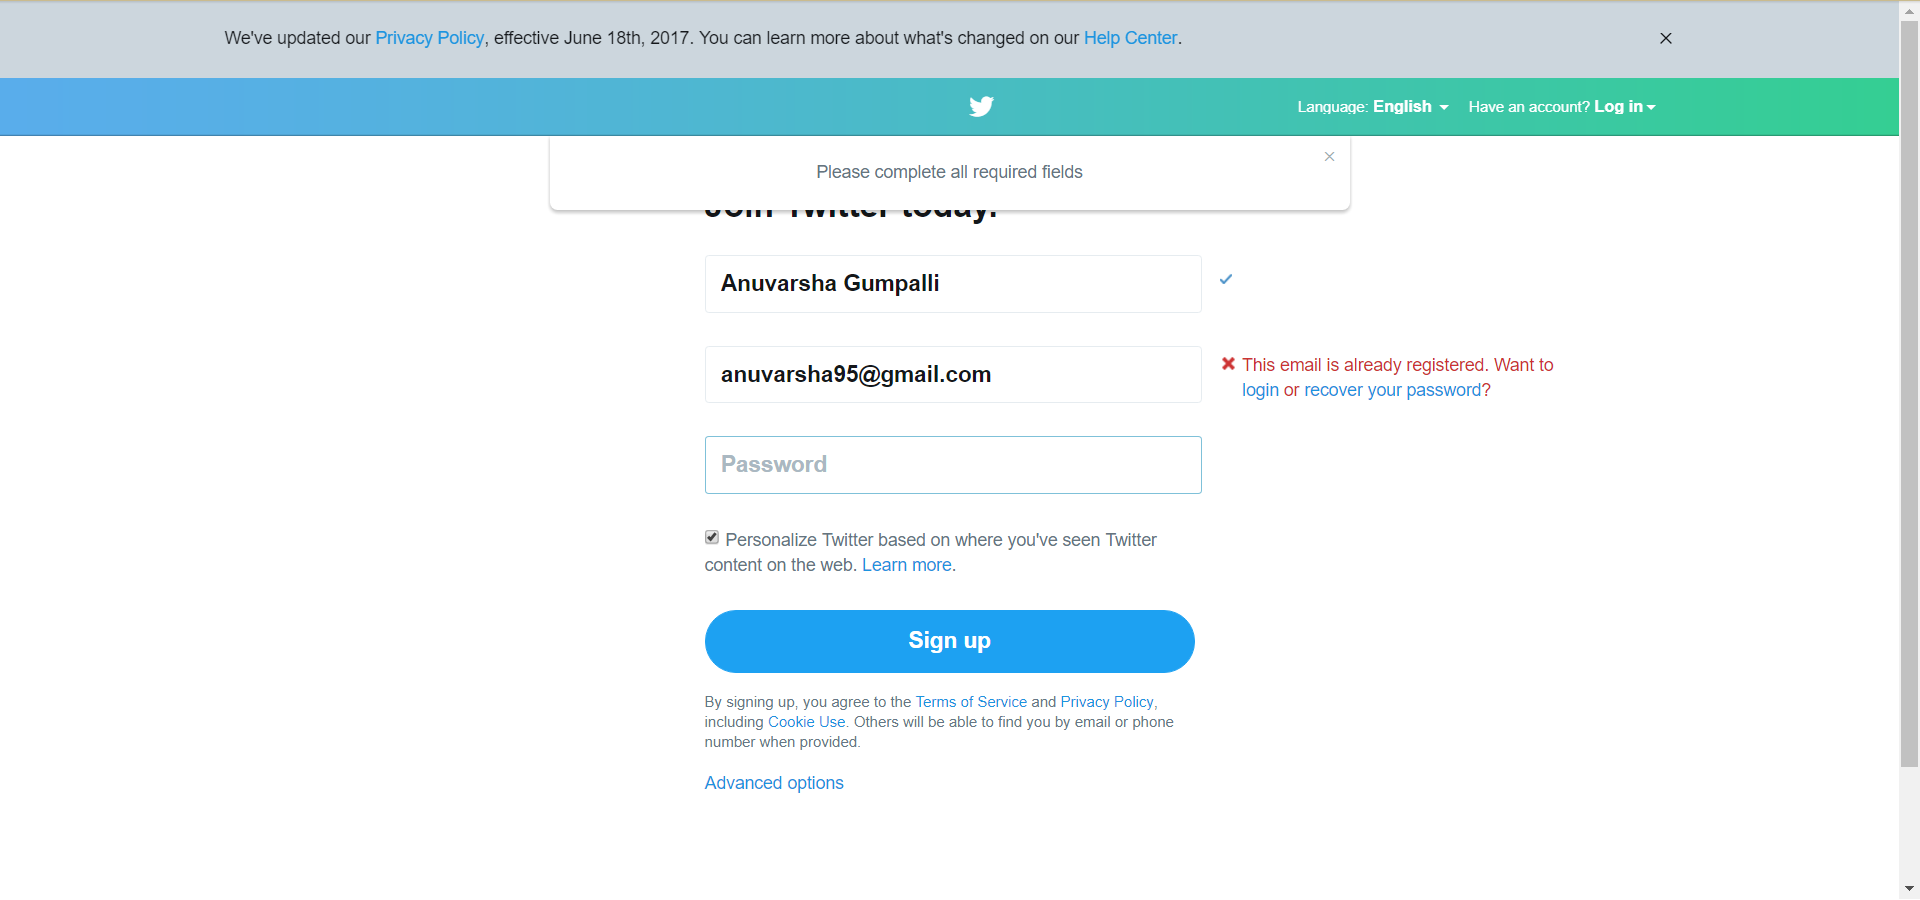 We've updated our Privacy Policy, effective June 18th, 2017. You can learn more about what's changed on our Help Center.
Language: English Have an account? Log in
Please complete all required fields
Join Twitter today.
Anuvarsha Gumpalli
anuvarsha95@gmail.com
This email is already registered. Want to
login or recover your password?
Password
Personalize Twitter based on where you've seen Twitter
content on the web. Learn more.
Sign up
By signing up, you agree to the Terms of Service and Privacy Policy,
including Cookie Use. Others will be able to find you by email or phone
number when provided.
Advanced options